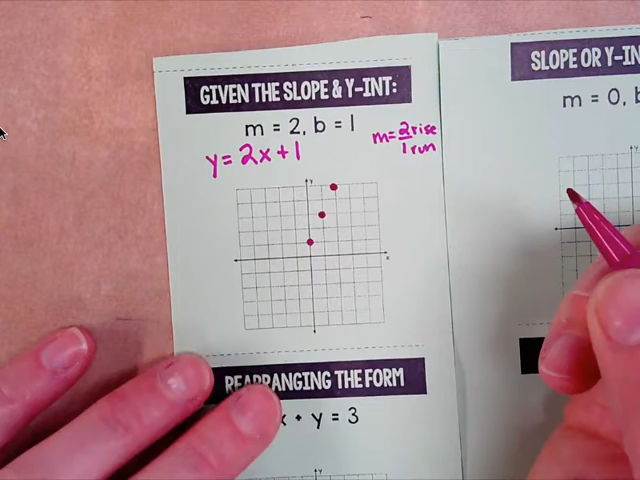 GIVEN THE SLOPE & Y-INT:
m = 2, b = 1
y = 2x + 1
m = 2 rise
1 run
y
x
REARRANGING THE FORM
x + y = 3
y
SLOPE OR Y-IN
m = 0, b
y